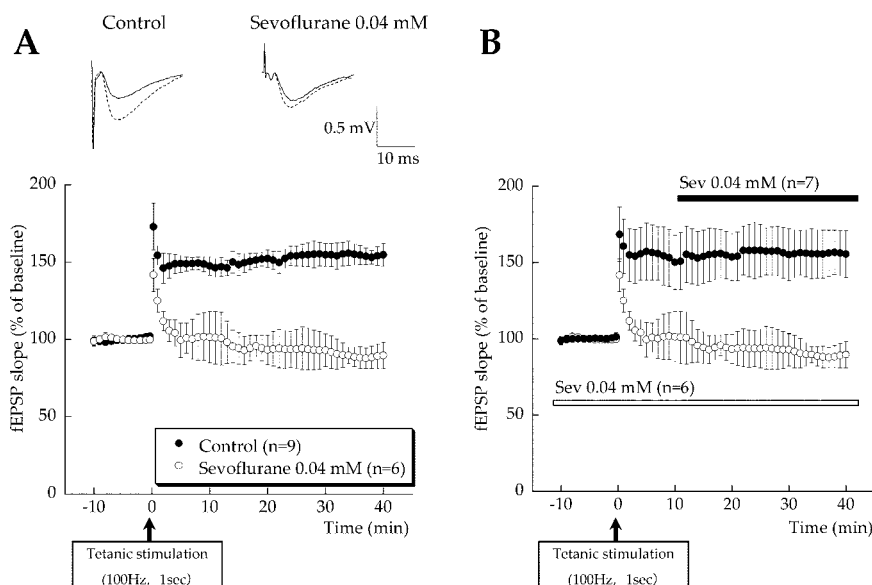 A
Control
Sevoflurane 0.04 mM
0.5 mV
10 ms
fEPSP slope (% of baseline)
200
150
100
50
0
Control (n=9)
Sevoflurane 0.04 mM (n=6)
-10 0 10 20 30 40
Time (min)
Tetanic stimulation
(100Hz, 1sec)
B
fEPSP slope (% of baseline)
200
150
100
50
0
Sev 0.04 mM (n=7)
Sev 0.04 mM (n=6)
-10 0 10 20 30 40
Time (min)
Tetanic stimulation
(100Hz, 1sec)